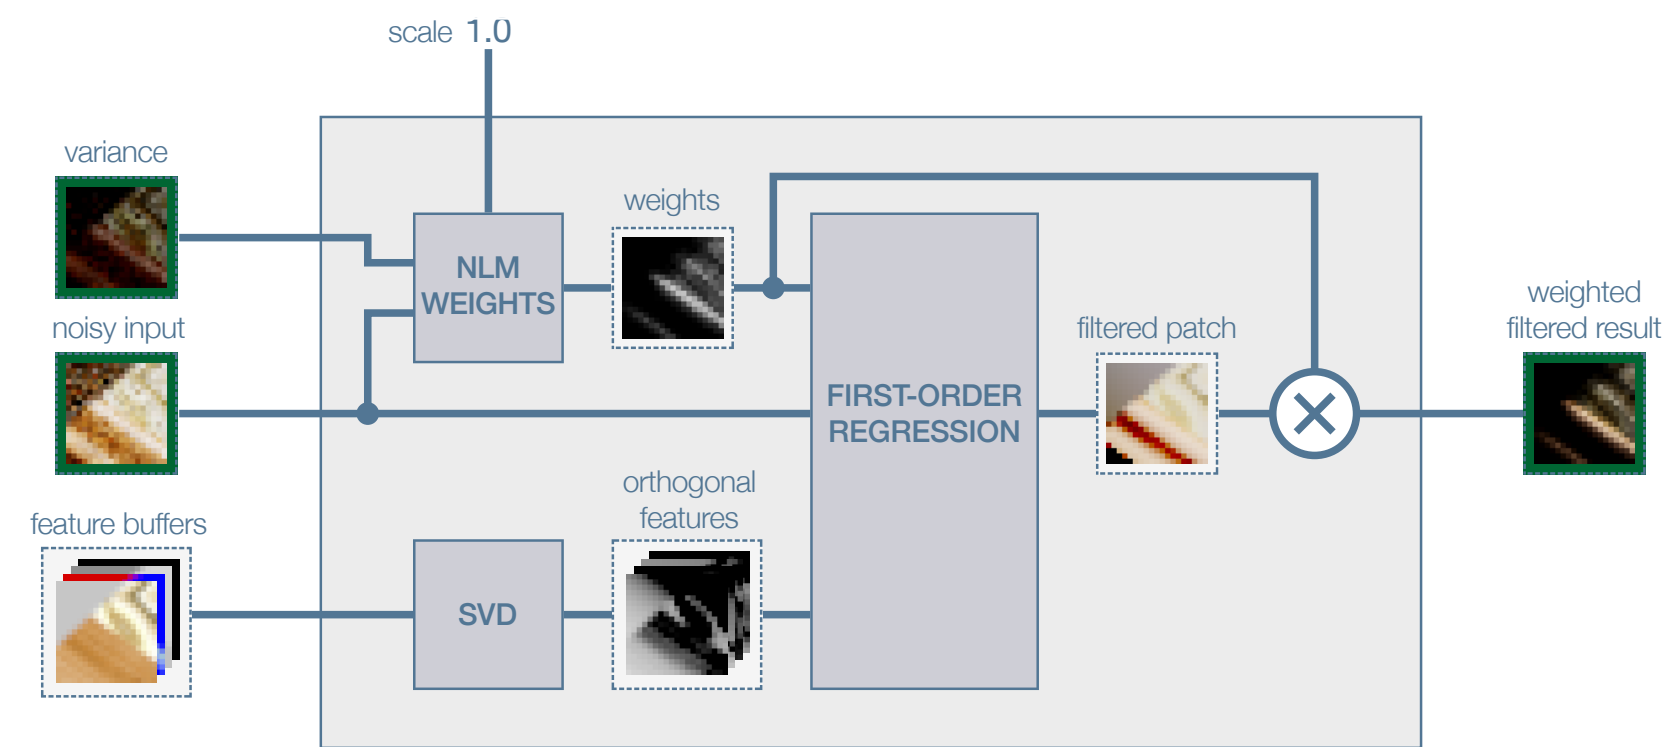 scale 1.0
variance
weights
NLM
WEIGHTS
noisy input
weighted
filtered result
filtered patch
FIRST-ORDER
REGRESSION
orthogonal
features
feature buffers
SVD